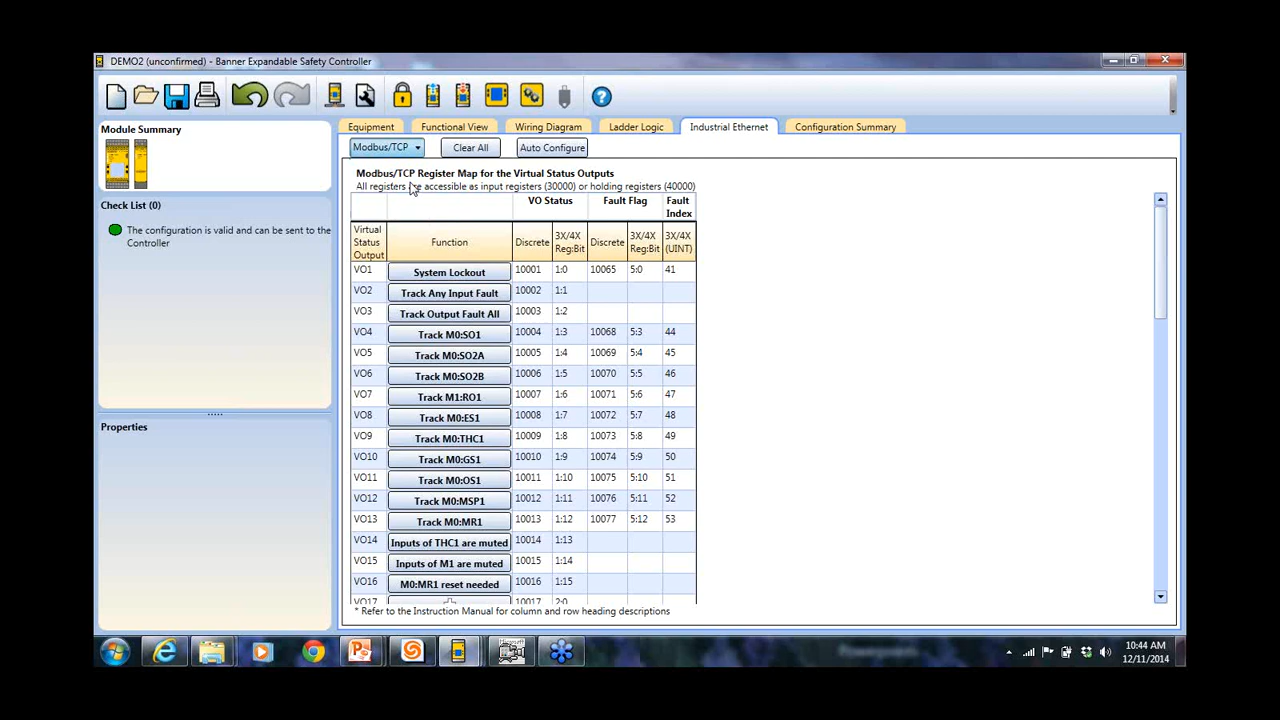 DEMO2 (unconfirmed) - Banner Expandable Safety Controller
Module Summary
Check List (0)
The configuration is valid and can be sent to the
Controller
Properties
Equipment
Functional View
Wiring Diagram
Ladder Logic
Industrial Ethernet
Configuration Summary
Modbus/TCP
Clear All
Auto Configure
Modbus/TCP Register Map for the Virtual Status Outputs
All registers are accessible as input registers (30000) or holding registers (40000)
VO Status Fault Flag Fault Index
Virtual Status Output Function Discrete 3X/4X Reg:Bit Discrete 3X/4X Reg:Bit 3X/4X (UINT)
VO1 System Lockout 10001 1:0 10065 5:0 41
VO2 Track Any Input Fault 10002 1:1
VO3 Track Output Fault All 10003 1:2
VO4 Track M0:SO1 10004 1:3 10068 5:3 44
VO5 Track M0:SO2A 10005 1:4 10069 5:4 45
VO6 Track M0:SO2B 10006 1:5 10070 5:5 46
VO7 Track M1:RO1 10007 1:6 10071 5:6 47
VO8 Track M0:ES1 10008 1:7 10072 5:7 48
VO9 Track M0:THC1 10009 1:8 10073 5:8 49
VO10 Track M0:GS1 10010 1:9 10074 5:9 50
VO11 Track M0:OS1 10011 1:10 10075 5:10 51
VO12 Track M0:MSP1 10012 1:11 10076 5:11 52
VO13 Track M0:MR1 10013 1:12 10077 5:12 53
VO14 Inputs of THC1 are muted 10014 1:13
VO15 Inputs of M1 are muted 10015 1:14
VO16 M0:MR1 reset needed 10016 1:15
VO17 10017 2:0
* Refer to the Instruction Manual for column and row heading descriptions
10:44 AM
12/11/2014